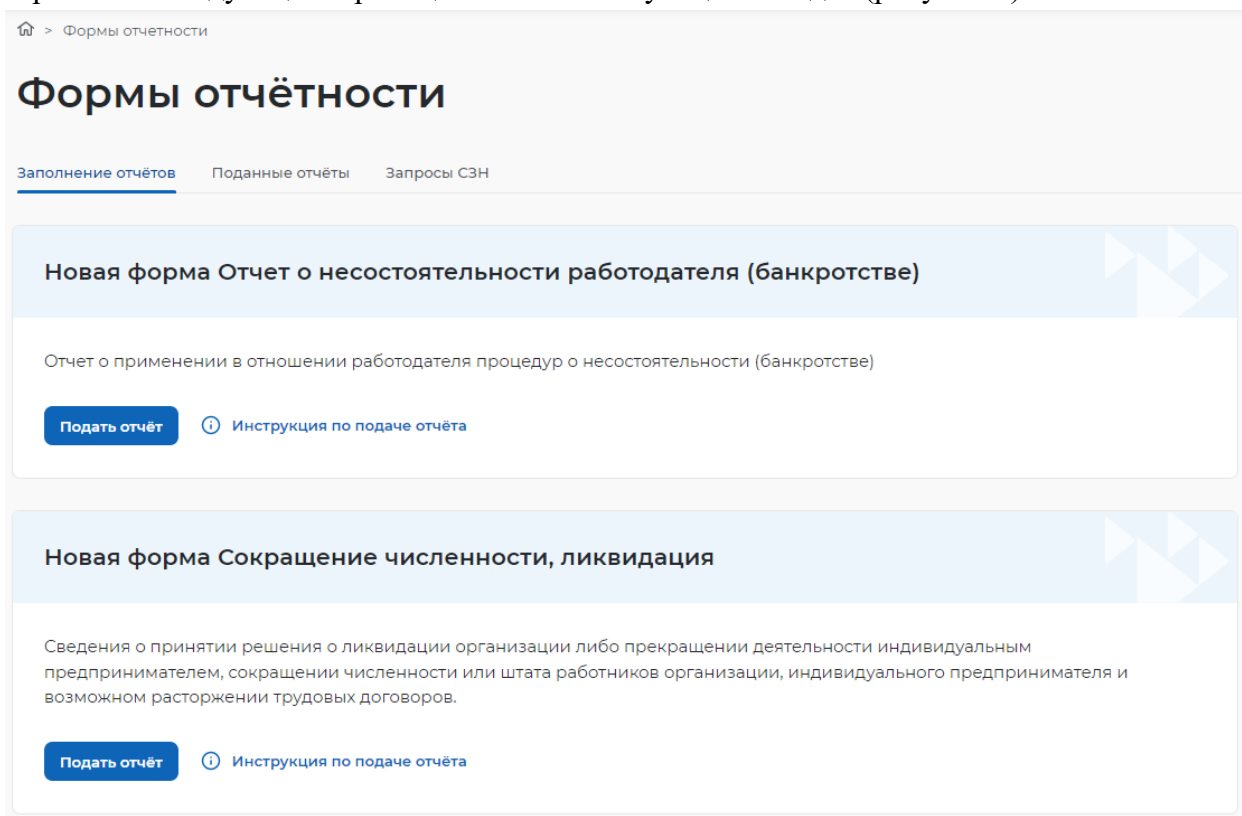 > Формы отчетности
Формы отчётности
Заполнение отчётов Поданные отчёты Запросы СЗН
Новая форма Отчет о несостоятельности работодателя (банкротстве)
Отчет о применении в отношении работодателя процедур о несостоятельности (банкротстве)
Подать отчёт Инструкция по подаче отчёта
Новая форма Сокращение численности, ликвидация
Сведения о принятии решения о ликвидации организации либо прекращении деятельности индивидуальным
предпринимателем, сокращении численности или штата работников организации, индивидуального предпринимателя и
возможном расторжении трудовых договоров.
Подать отчёт Инструкция по подаче отчёта